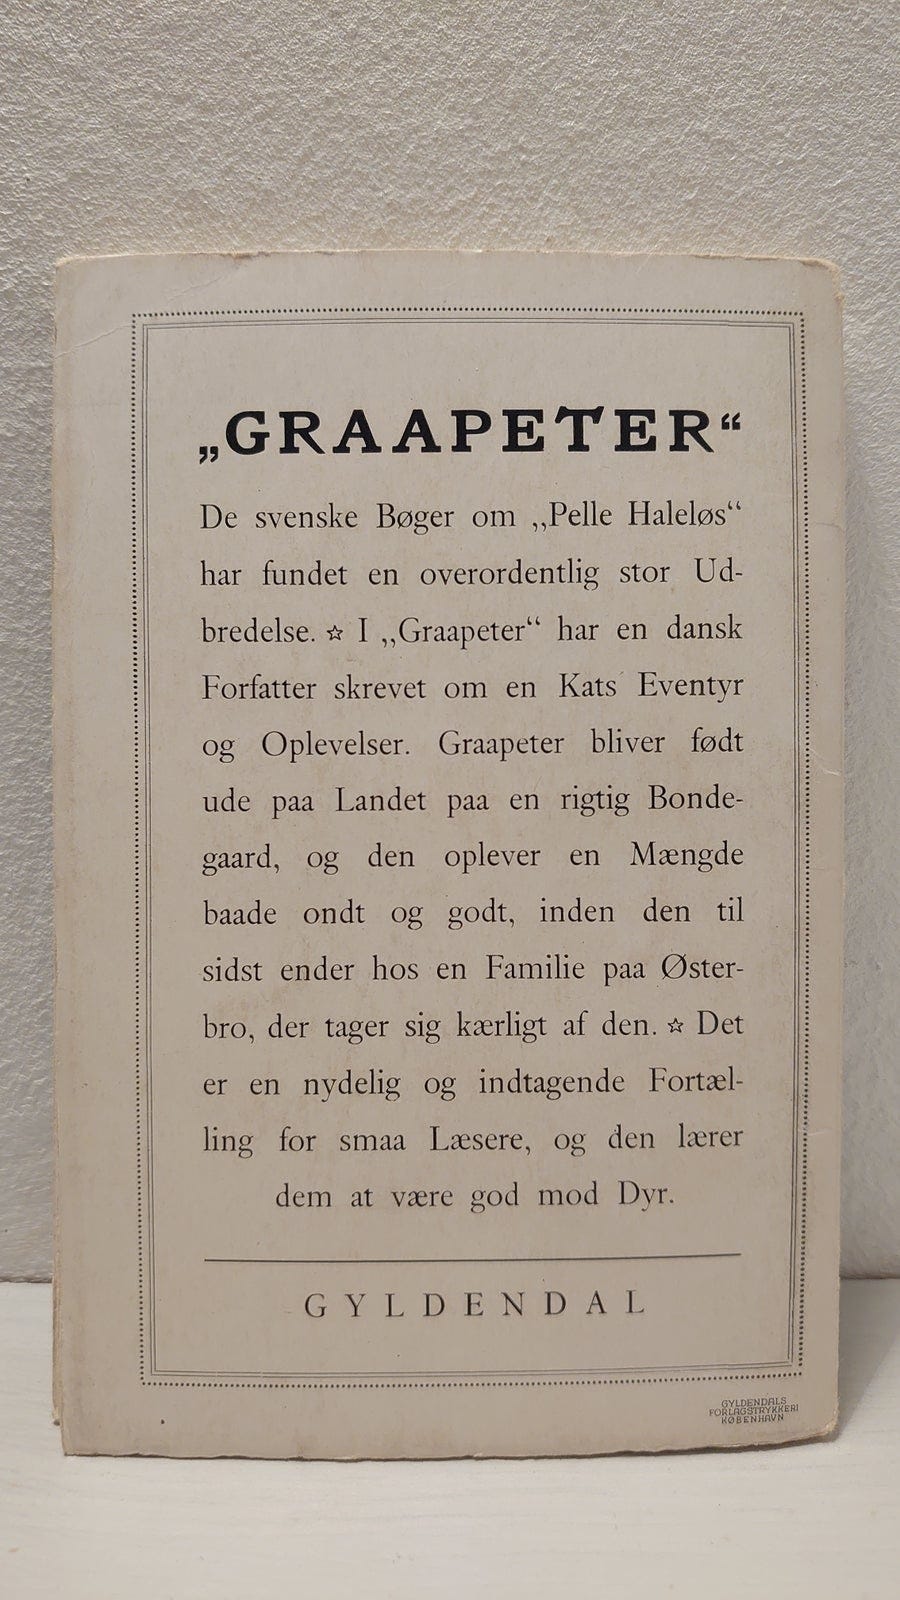 „GRAAPETER“
De svenske Bøger om „Pelle Haleløs“
har fundet en overordentlig stor Ud-
bredelse. ☆ I „Graapeter“ har en dansk
Forfatter skrevet om en Kats Eventyr
og Oplevelser. Graapeter bliver født
ude paa Landet paa en rigtig Bonde-
gaard, og den oplever en Mængde
baade ondt og godt, inden den til
sidst ender hos en Familie paa Øster-
bro, der tager sig kærligt af den. ☆ Det
er en nydelig og indtagende Fortæl-
ling for smaa Læsere, og den lærer
dem at være god mod Dyr.
GYLDENDAL
GYLDENDALS
FORLAGSTRYKKERI
KØBENHAVN